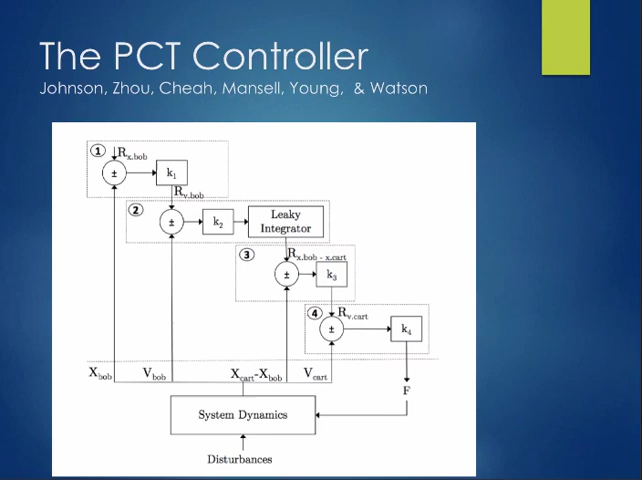 The PCT Controller
Johnson, Zhou, Cheah, Mansell, Young, & Watson
1
Rx.bob
±
k1
Rv.bob
2
±
k2
Leaky
Integrator
3
Rx.bob - x.cart
±
k3
4
Rv.cart
±
k4
Xbob
Vbob
Xcart-Xbob
Vcart
F
System Dynamics
Disturbances